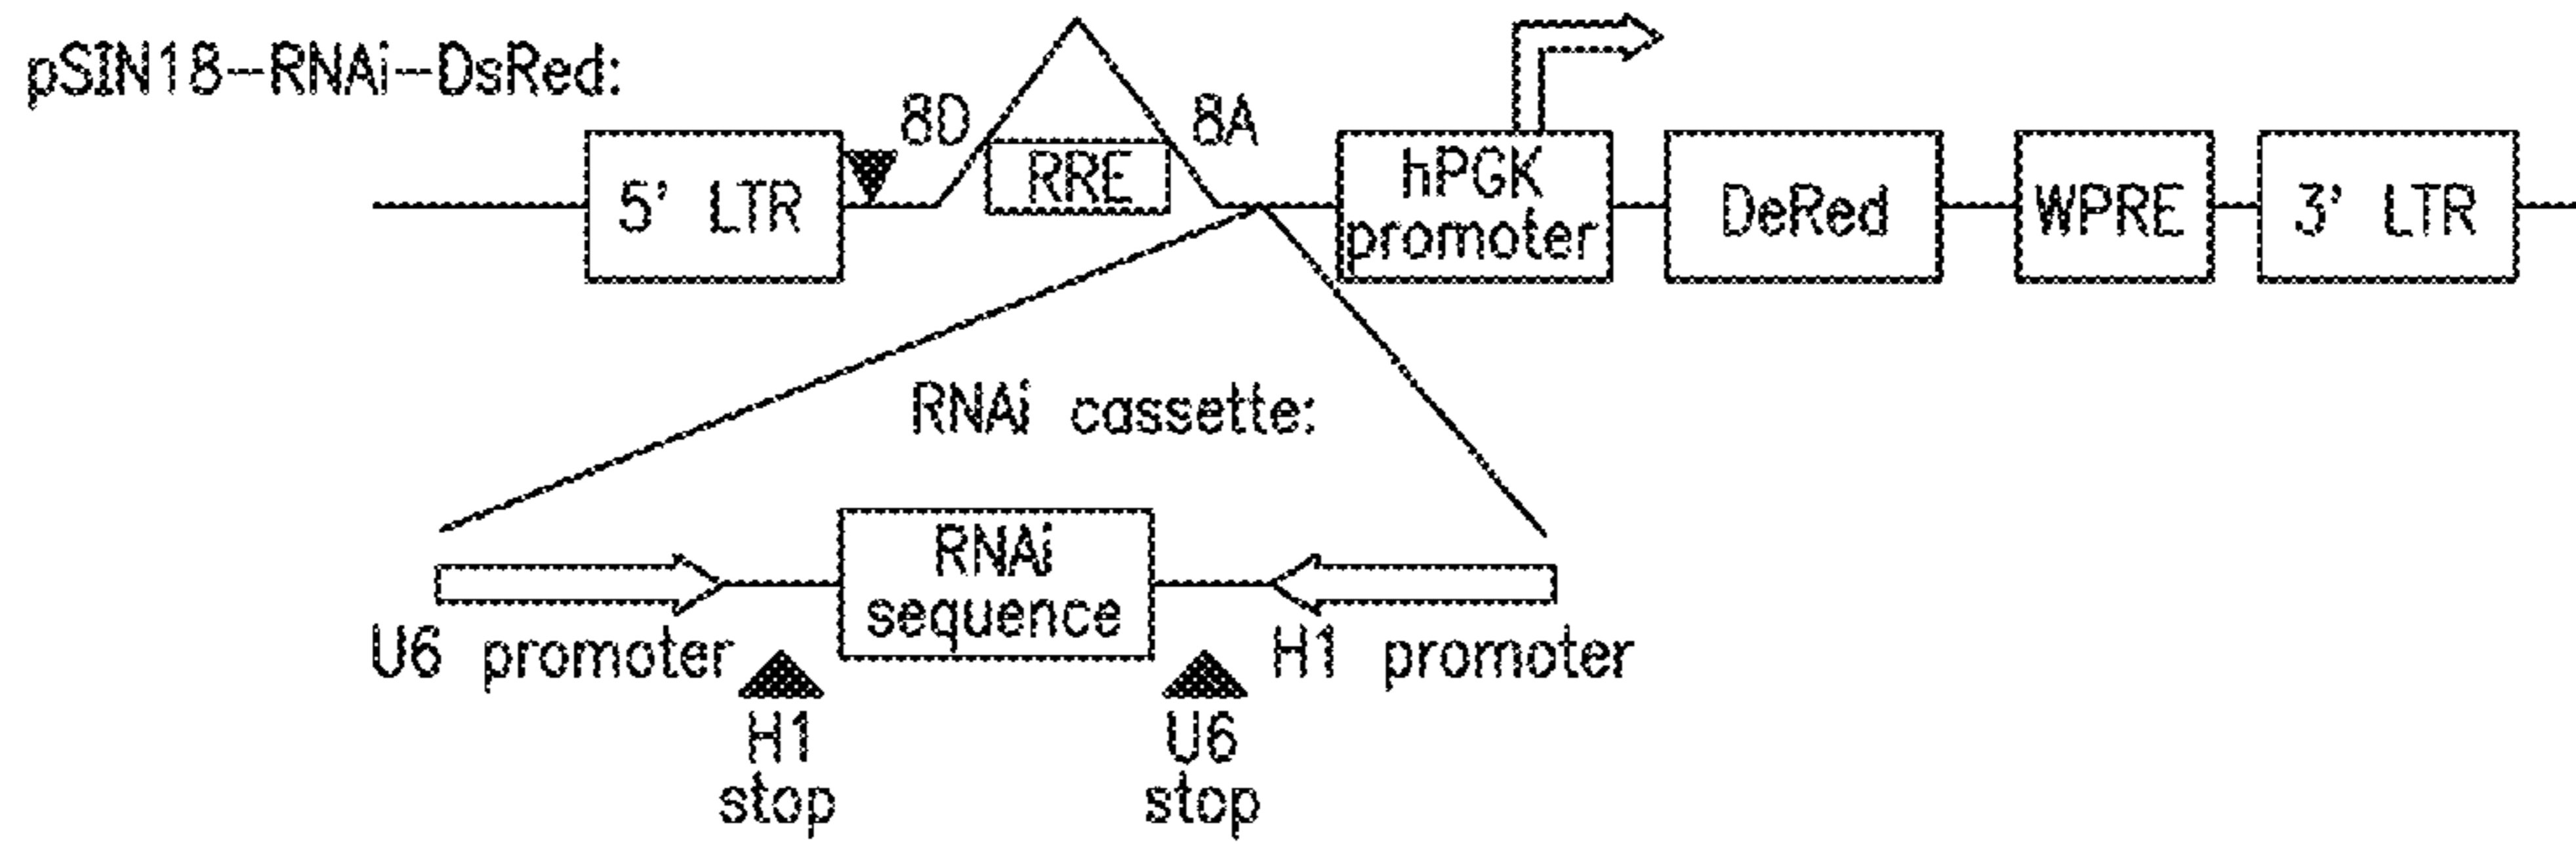 pSIN18-RNAi-DsRed:
8D
8A
5' LTR
RRE
hPGK
promoter
DeRed
WPRE
3' LTR
RNAi cassette:
RNAi
sequence
U6 promoter
H1 promoter
H1
stop
U6
stop